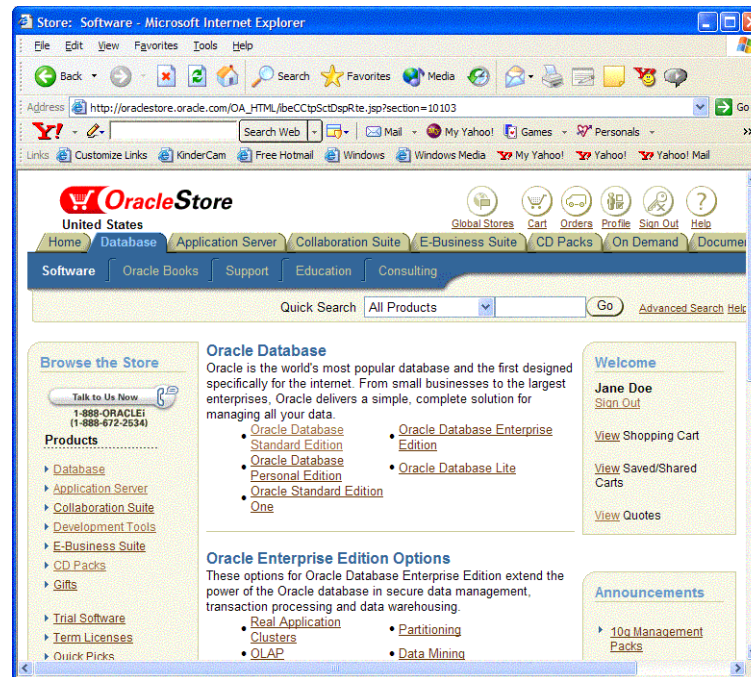 Store: Software - Microsoft Internet Explorer
File Edit View Favorites Tools Help
Back Search Favorites Media
Address http://oraclestore.oracle.com/OA_HTML/ibeCCtpSctDspRte.jsp?section=10103 Go
Y! Search Web Mail My Yahoo! Games Personals »
Links Customize Links KinderCam Free Hotmail Windows Windows Media My Yahoo! Yahoo! Yahoo! Mail
OracleStore
United States
Global Stores Cart Orders Profile Sign Out Help
Home Database Application Server Collaboration Suite E-Business Suite CD Packs On Demand Documen
Software Oracle Books Support Education Consulting
Quick Search All Products Go Advanced Search Help
Browse the Store
Talk to Us Now
1-888-ORACLEi
(1-888-672-2534)
Products
Database
Application Server
Collaboration Suite
Development Tools
E-Business Suite
CD Packs
Gifts
Trial Software
Term Licenses
Quick Picks
Oracle Database
Oracle is the world's most popular database and the first designed
specifically for the internet. From small businesses to the largest
enterprises, Oracle delivers a simple, complete solution for
managing all your data.
• Oracle Database
Standard Edition
• Oracle Database
Personal Edition
• Oracle Standard Edition
One
• Oracle Database Enterprise
Edition
• Oracle Database Lite
Oracle Enterprise Edition Options
These options for Oracle Database Enterprise Edition extend the
power of the Oracle database in secure data management,
transaction processing and data warehousing.
• Real Application
Clusters
• OLAP
• Partitioning
• Data Mining
Welcome
Jane Doe
Sign Out
View Shopping Cart
View Saved/Shared
Carts
View Quotes
Announcements
10g Management
Packs